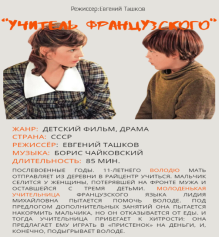 Режиссер:Евгений Ташков
"УЧИТЕЛЬ ФРАНЦУЗСКОГО"
ЖАНР: ДЕТСКИЙ ФИЛЬМ, ДРАМА
СТРАНА: СССР
РЕЖИССЁР: ЕВГЕНИЙ ТАШКОВ
МУЗЫКА: БОРИС ЧАЙКОВСКИЙ
ДЛИТЕЛЬНОСТЬ: 85 МИН.
ПОСЛЕВОЕННЫЕ ГОДЫ. 11-ЛЕТНЕГО ВОЛОДЮ МАТЬ
ОТПРАВЛЯЕТ ИЗ ДЕРЕВНИ В РАЙЦЕНТР УЧИТЬСЯ. МАЛЬЧИК
СЕЛИТСЯ У ЖЕНЩИНЫ, ПОТЕРЯВШЕЙ НА ФРОНТЕ МУЖА И
ОСТАВШЕЙСЯ С ТРЕМЯ ДЕТЬМИ. МОЛОДЕНЬКАЯ
УЧИТЕЛЬНИЦА ФРАНЦУЗСКОГО ЯЗЫКА ЛИДИЯ
МИХАЙЛОВНА ПЫТАЕТСЯ ПОМОЧЬ ВОЛОДЕ. ПОД
ПРЕДЛОГОМ ДОПОЛНИТЕЛЬНЫХ ЗАНЯТИЙ ОНА ПЫТАЕТСЯ
НАКОРМИТЬ МАЛЬЧИКА, НО ОН ОТКАЗЫВАЕТСЯ ОТ ЕДЫ, И
ТОГДА УЧИТЕЛЬНИЦА ПРИБЕГАЕТ К ХИТРОСТИ: ОНА
ПРЕДЛАГАЕТ ЕМУ ИГРАТЬ В «ПРИСТЕНОК» НА ДЕНЬГИ, И,
КОНЕЧНО, ПОДЫГРЫВАЕТ ВОЛОДЕ.